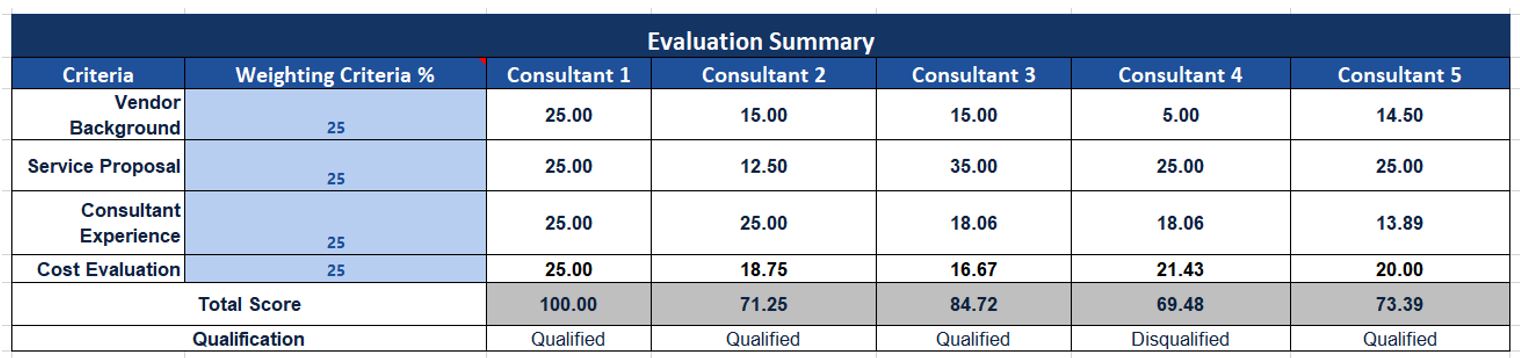 Evaluation Summary
Criteria Weighting Criteria % Consultant 1 Consultant 2 Consultant 3 Consultant 4 Consultant 5
Vendor
Background 25 25.00 15.00 15.00 5.00 14.50
Service Proposal 25 25.00 12.50 35.00 25.00 25.00
Consultant
Experience 25 25.00 25.00 18.06 18.06 13.89
Cost Evaluation 25 25.00 18.75 16.67 21.43 20.00
Total Score 100.00 71.25 84.72 69.48 73.39
Qualification Qualified Qualified Qualified Disqualified Qualified